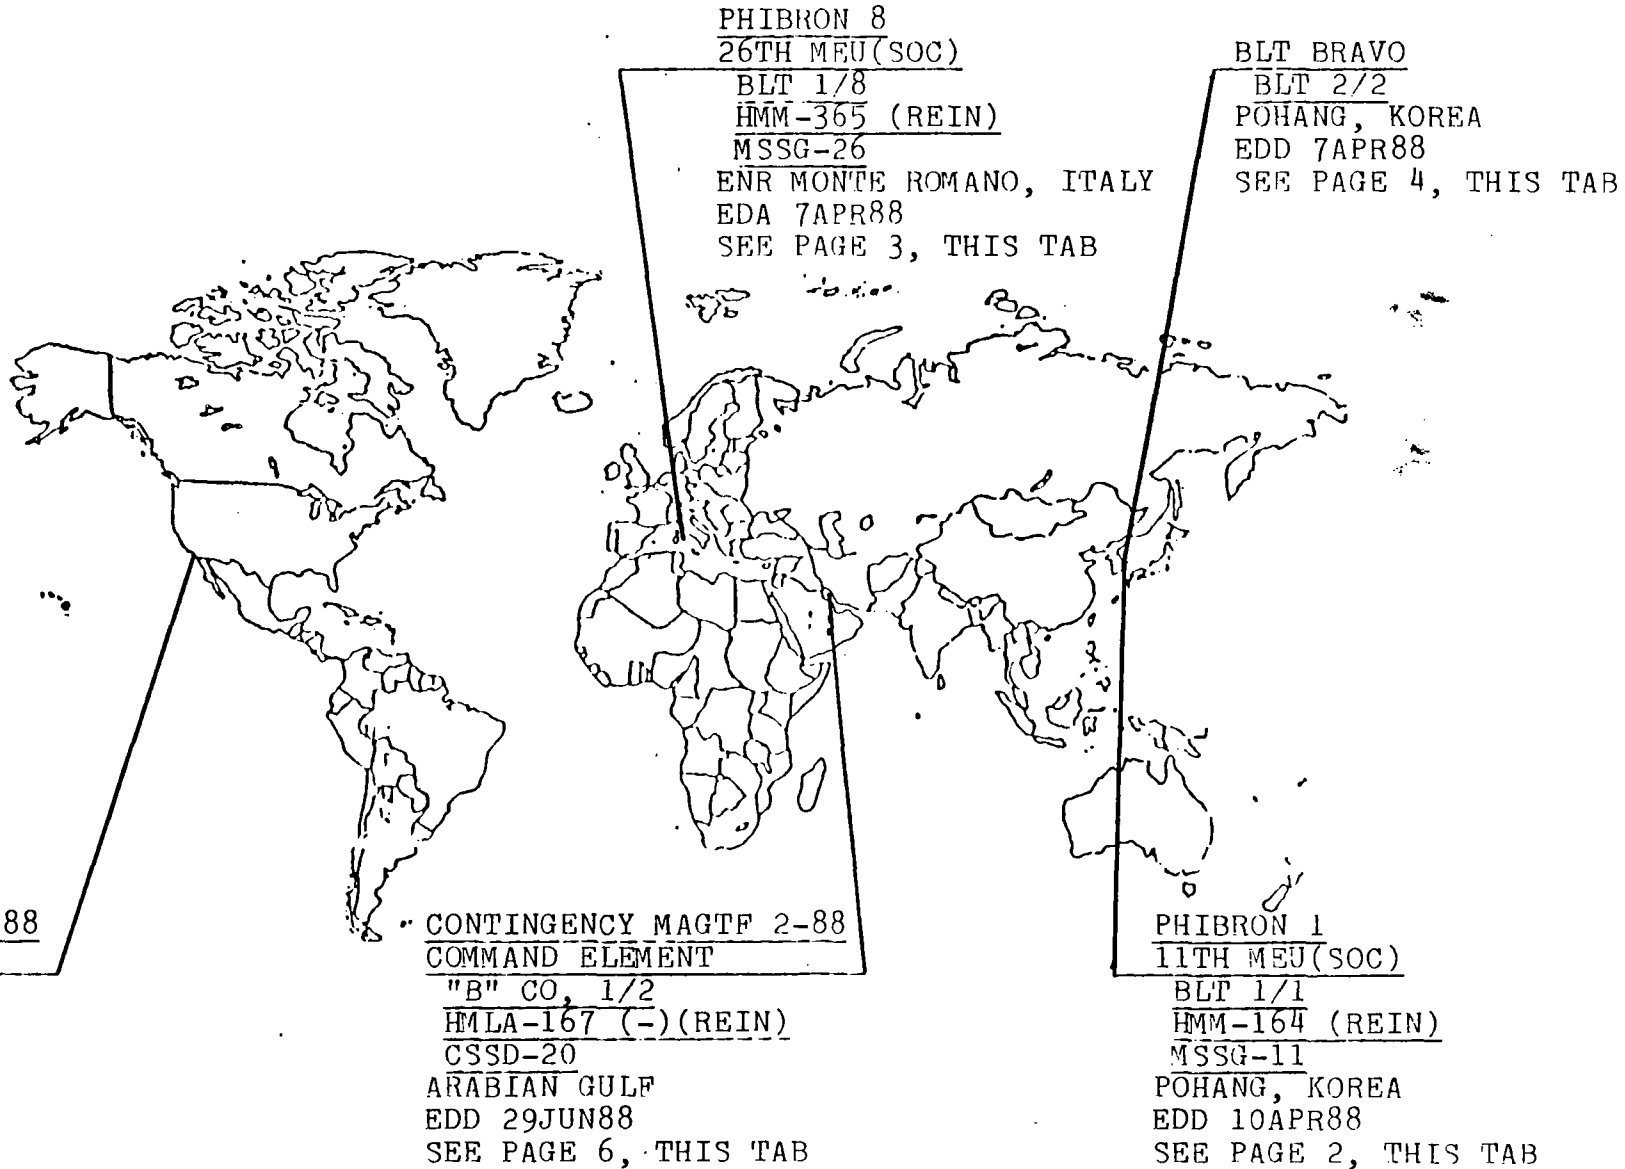 PHIBRON 8
26TH MEU(SOC)
BLT 1/8
HMM-365 (REIN)
MSSG-26
ENR MONTE ROMANO, ITALY
EDA 7APR88
SEE PAGE 3, THIS TAB
BLT BRAVO
BLT 2/2
POHANG, KOREA
EDD 7APR88
SEE PAGE 4, THIS TAB
88
CONTINGENCY MAGTF 2-88
COMMAND ELEMENT
"B" CO, 1/2
HMLA-167 (-)(REIN)
CSSD-20
ARABIAN GULF
EDD 29JUN88
SEE PAGE 6, THIS TAB
PHIBRON 1
11TH MEU(SOC)
BLT 1/1
HMM-164 (REIN)
MSSG-11
POHANG, KOREA
EDD 10APR88
SEE PAGE 2, THIS TAB